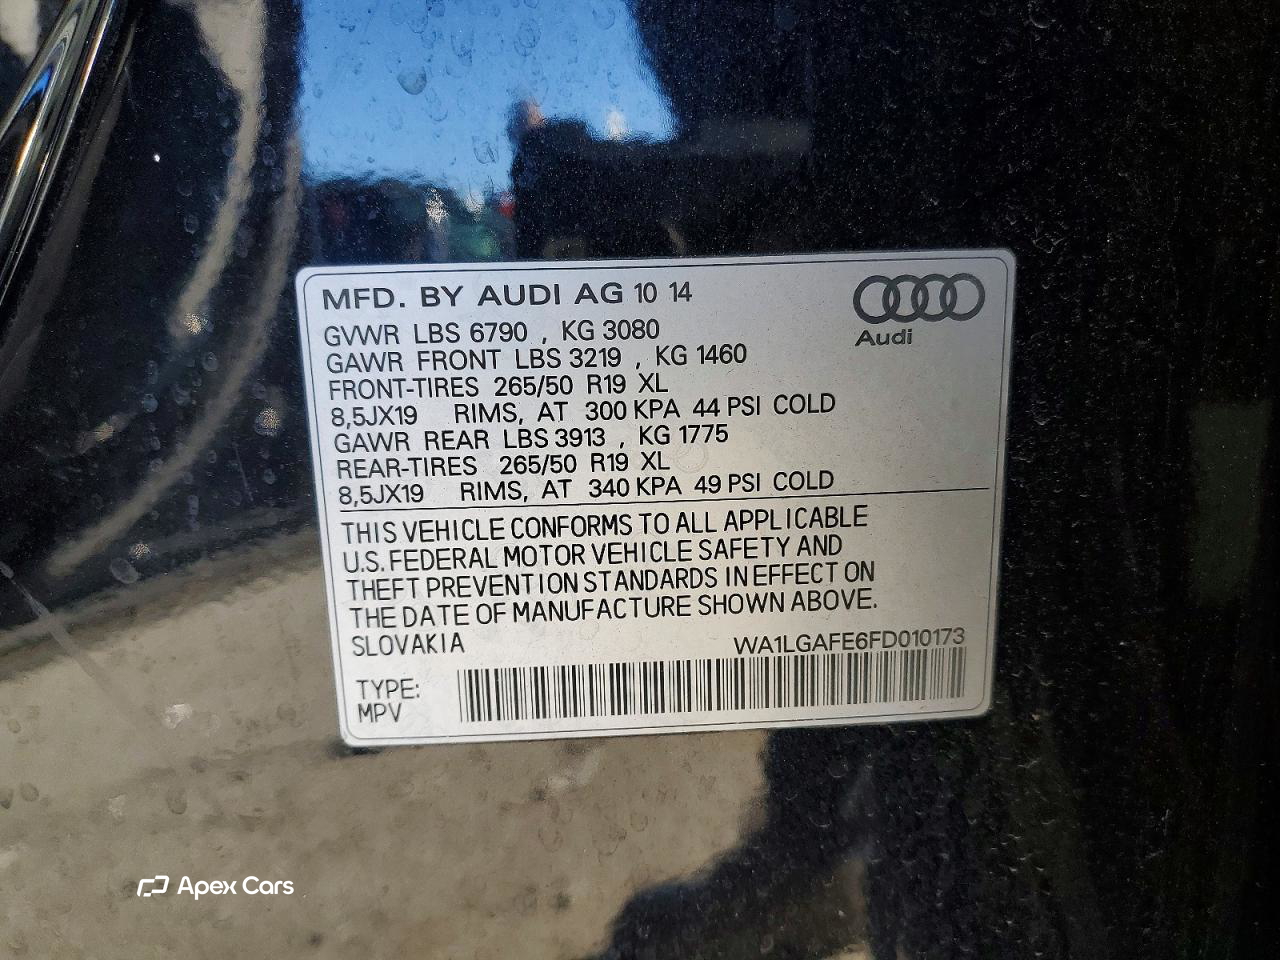 MFD. BY AUDI AG 10 14
Audi
GVWR LBS 6790 , KG 3080
GAWR FRONT LBS 3219 , KG 1460
FRONT-TIRES 265/50 R19 XL
8,5JX19 RIMS, AT 300 KPA 44 PSI COLD
GAWR REAR LBS 3913 , KG 1775
REAR-TIRES 265/50 R19 XL
8,5JX19 RIMS, AT 340 KPA 49 PSI COLD
THIS VEHICLE CONFORMS TO ALL APPLICABLE
U.S. FEDERAL MOTOR VEHICLE SAFETY AND
THEFT PREVENTION STANDARDS IN EFFECT ON
THE DATE OF MANUFACTURE SHOWN ABOVE.
SLOVAKIA WA1LGAFE6FD010173
TYPE:
MPV
Apex Cars